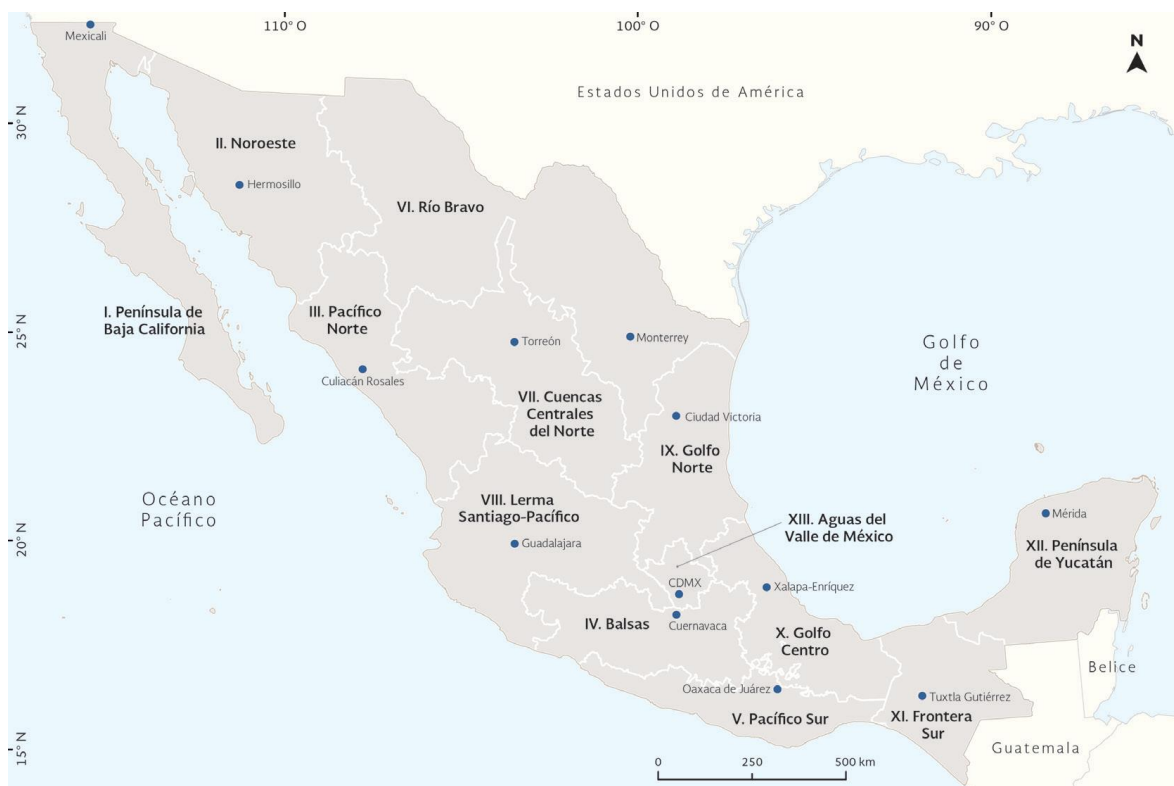 110° O
100° O
90° O
Mexicali
N
Estados Unidos de América
30° N
II. Noroeste
Hermosillo
VI. Río Bravo
I. Península de
Baja California
III. Pacífico
Norte
25° N
Torreón
Monterrey
Golfo
de
México
Culiacán Rosales
VII. Cuencas
Centrales
del Norte
Ciudad Victoria
IX. Golfo
Norte
Océano
Pacífico
VIII. Lerma
Santiago-Pacífico
XIII. Aguas del
Valle de México
Mérida
20° N
Guadalajara
XII. Península
de Yucatán
CDMX
Xalapa-Enríquez
IV. Balsas
Cuernavaca
X. Golfo
Centro
Belice
Oaxaca de Juárez
Tuxtla Gutiérrez
V. Pacífico Sur
XI. Frontera
Sur
15° N
Guatemala
0
250
500 km